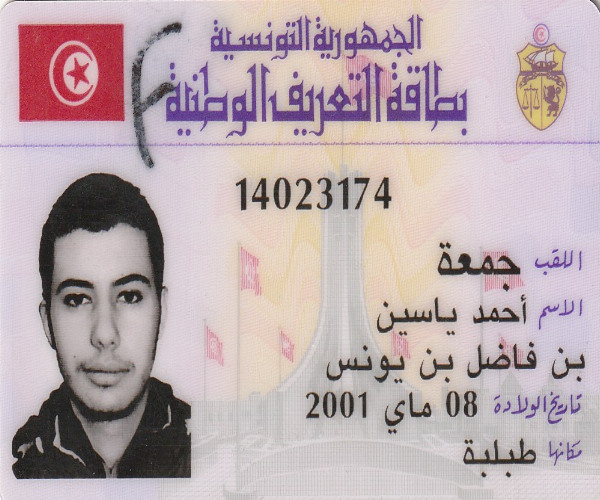 الجمهورية التونسية
بطاقة التعريف الوطنية
14023174
اللقب جمعة
الاسم أحمد ياسين
بن فاضل بن يونس
تاريخ الولادة 08 ماي 2001
مكانها طبلبة